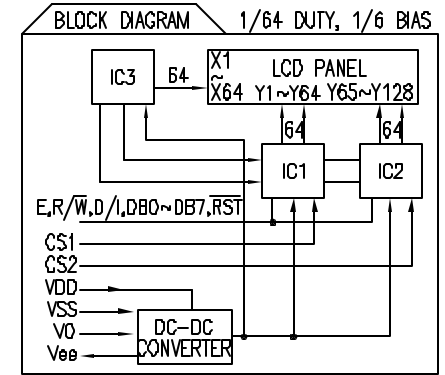 BLOCK DIAGRAM 1/64 DUTY, 1/6 BIAS
IC3
64
X1
~
X64
LCD PANEL
Y1~Y64 Y65~Y128
64
64
IC1
IC2
E,R/W̅,D/I,DB0~DB7,R̅S̅T̅
CS1
CS2
VDD
VSS
V0
Vee
DC-DC
CONVERTER